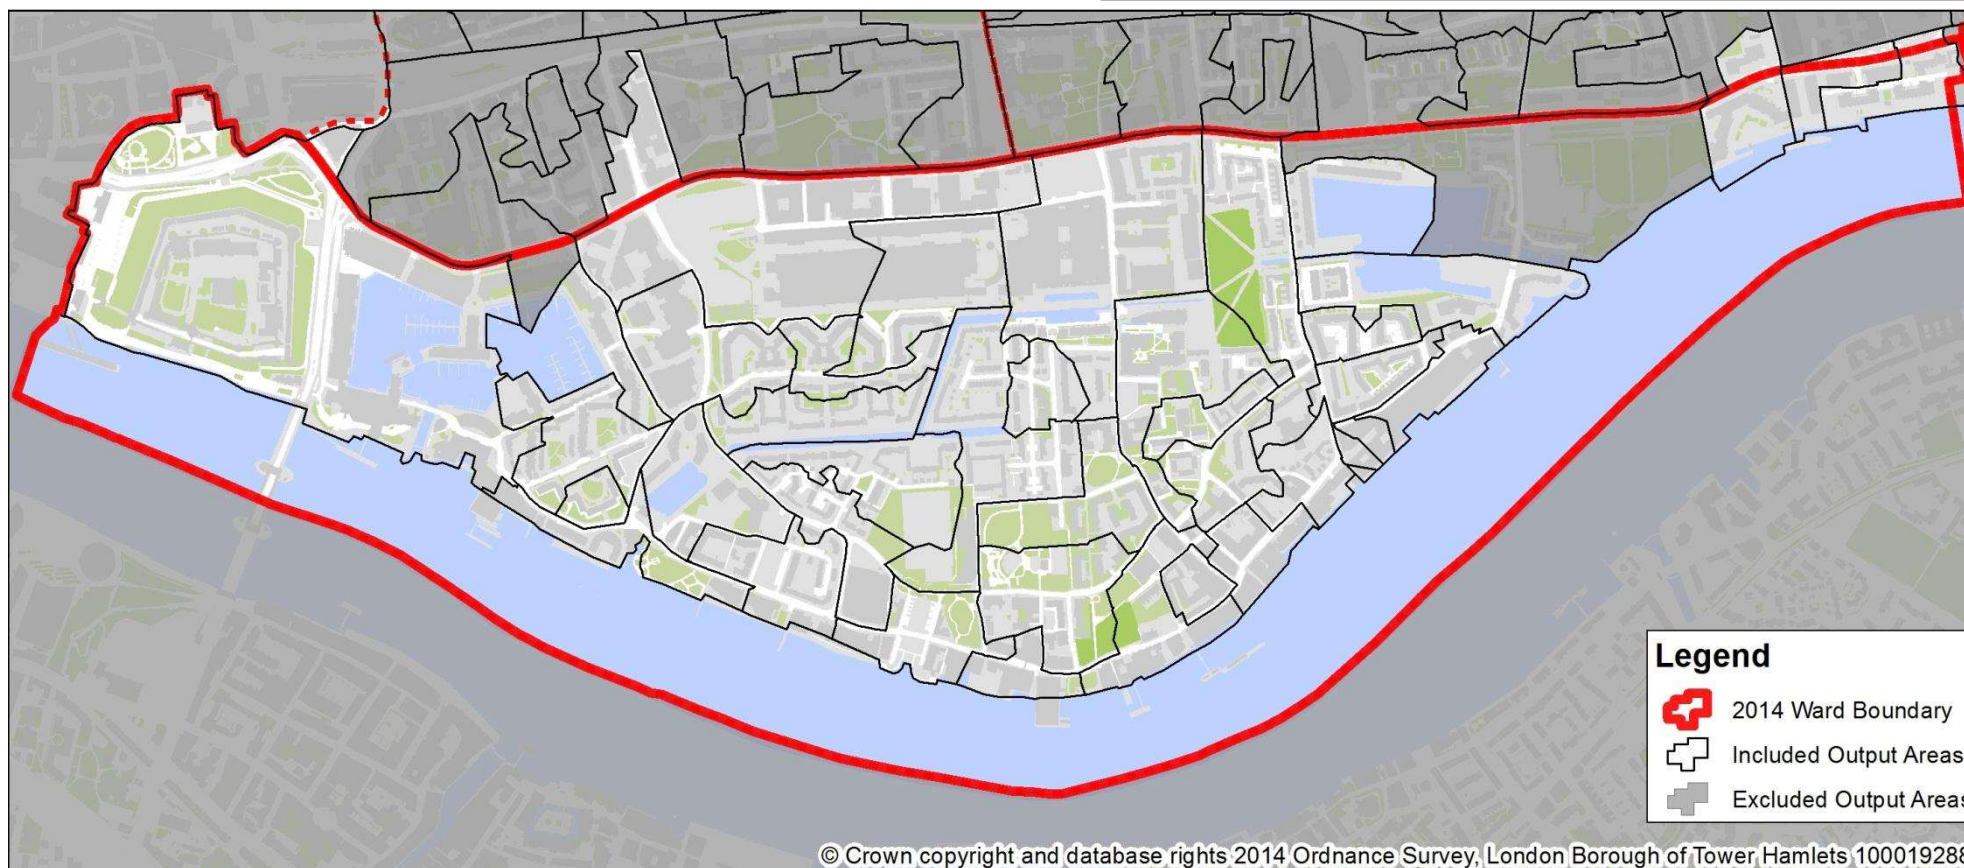 Legend
2014 Ward Boundary
Included Output Areas
Excluded Output Areas
© Crown copyright and database rights 2014 Ordnance Survey, London Borough of Tower Hamlets 100019288